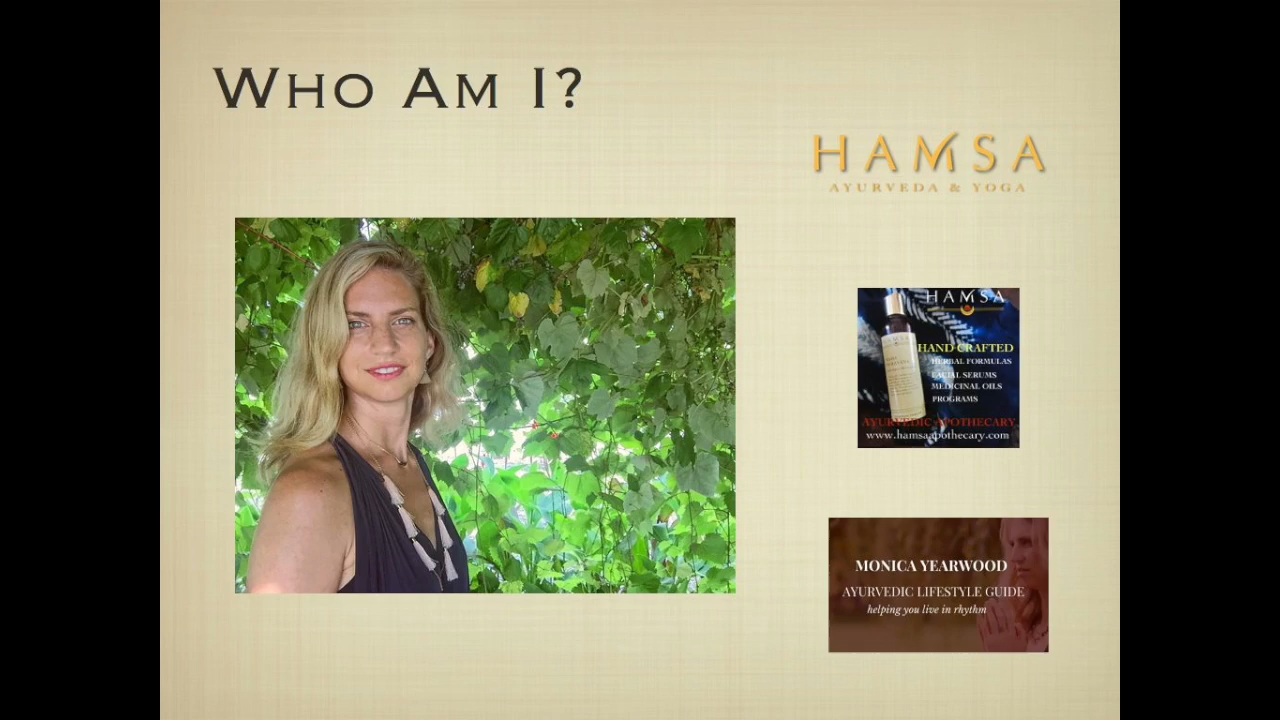 WHO AM I?
HAMSA
AYURVEDA & YOGA
HAMSA
HAND CRAFTED
HERBAL FORMULAS
FACIAL SERUMS
MEDICINAL OILS
PROGRAMS
AYURVEDIC APOTHECARY
www.hamsaapothecary.com
MONICA YEARWOOD
AYURVEDIC LIFESTYLE GUIDE
helping you live in rhythm